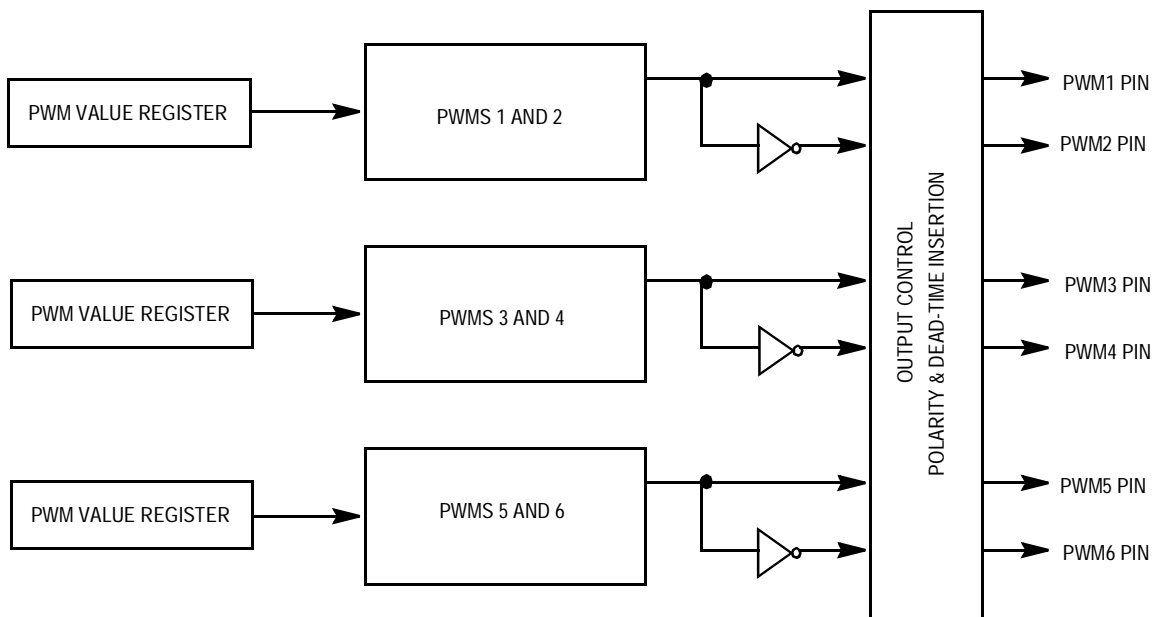 PWM VALUE REGISTER
PWMS 1 AND 2
PWM1 PIN
PWM2 PIN
PWM VALUE REGISTER
PWMS 3 AND 4
PWM3 PIN
PWM4 PIN
PWM VALUE REGISTER
PWMS 5 AND 6
PWM5 PIN
PWM6 PIN
OUTPUT CONTROL
POLARITY & DEAD-TIME INSERTION